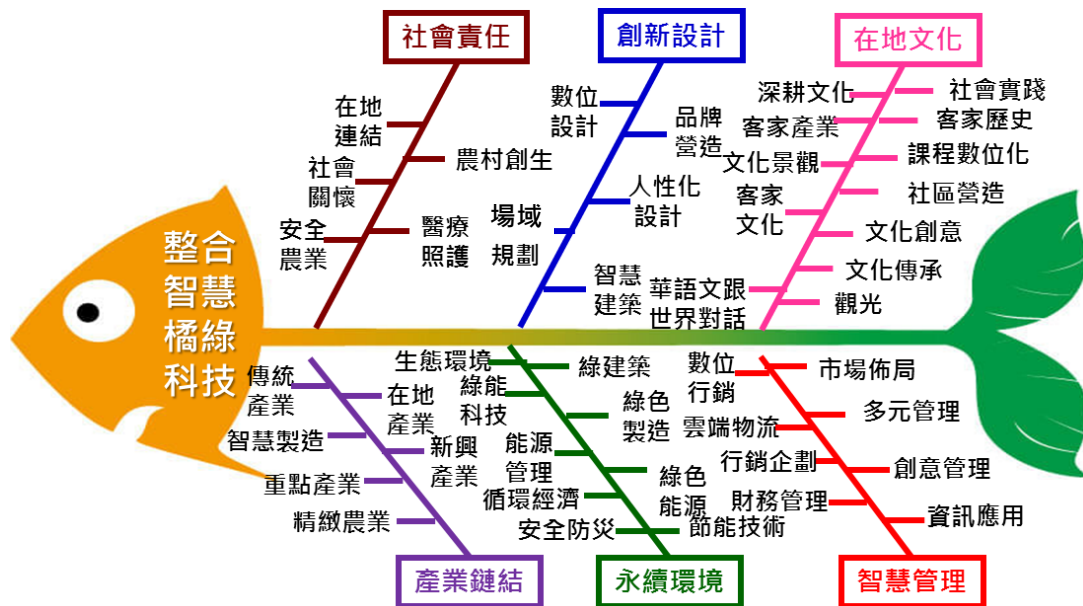 社會責任
創新設計
在地文化
在地
連結
社會
關懷
安全
農業
農村創生
醫療
照護
數位
設計
場域
規劃
品牌
營造
人性化
設計
智慧
建築
深耕文化
客家產業
文化景觀
客家
文化
華語文跟
世界對話
社會實踐
客家歷史
課程數位化
社區營造
文化創意
文化傳承
觀光
整合
智慧
橘綠
科技
傳統
產業
智慧製造
重點產業
精緻農業
在地
產業
新興
產業
生態環境
綠能
科技
能源
管理
循環經濟
安全防災
綠建築
綠色
製造
綠色
能源
節能技術
數位
行銷
雲端物流
行銷企劃
財務管理
市場佈局
多元管理
創意管理
資訊應用
產業鏈結
永續環境
智慧管理